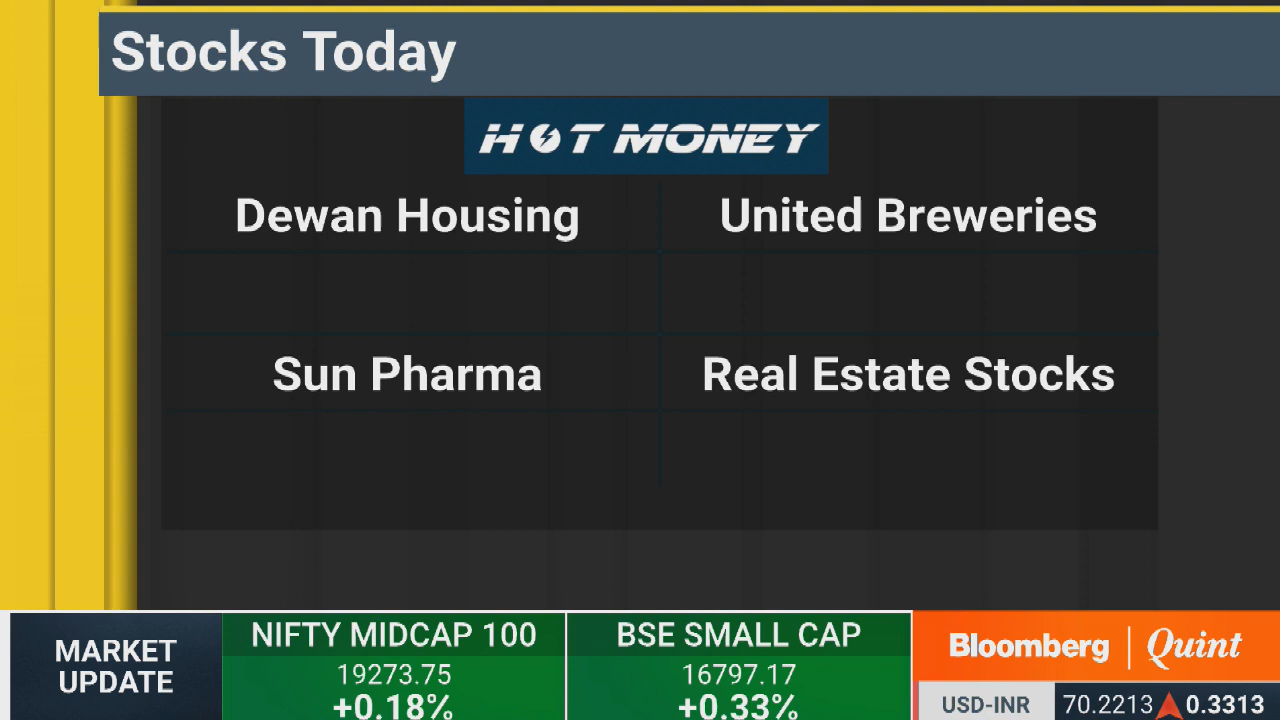 Stocks Today
HOT MONEY
Dewan Housing
United Breweries
Sun Pharma
Real Estate Stocks
MARKET
UPDATE
NIFTY MIDCAP 100
19273.75
+0.18%
BSE SMALL CAP
16797.17
+0.33%
Bloomberg | Quint
USD-INR 70.2213 0.3313